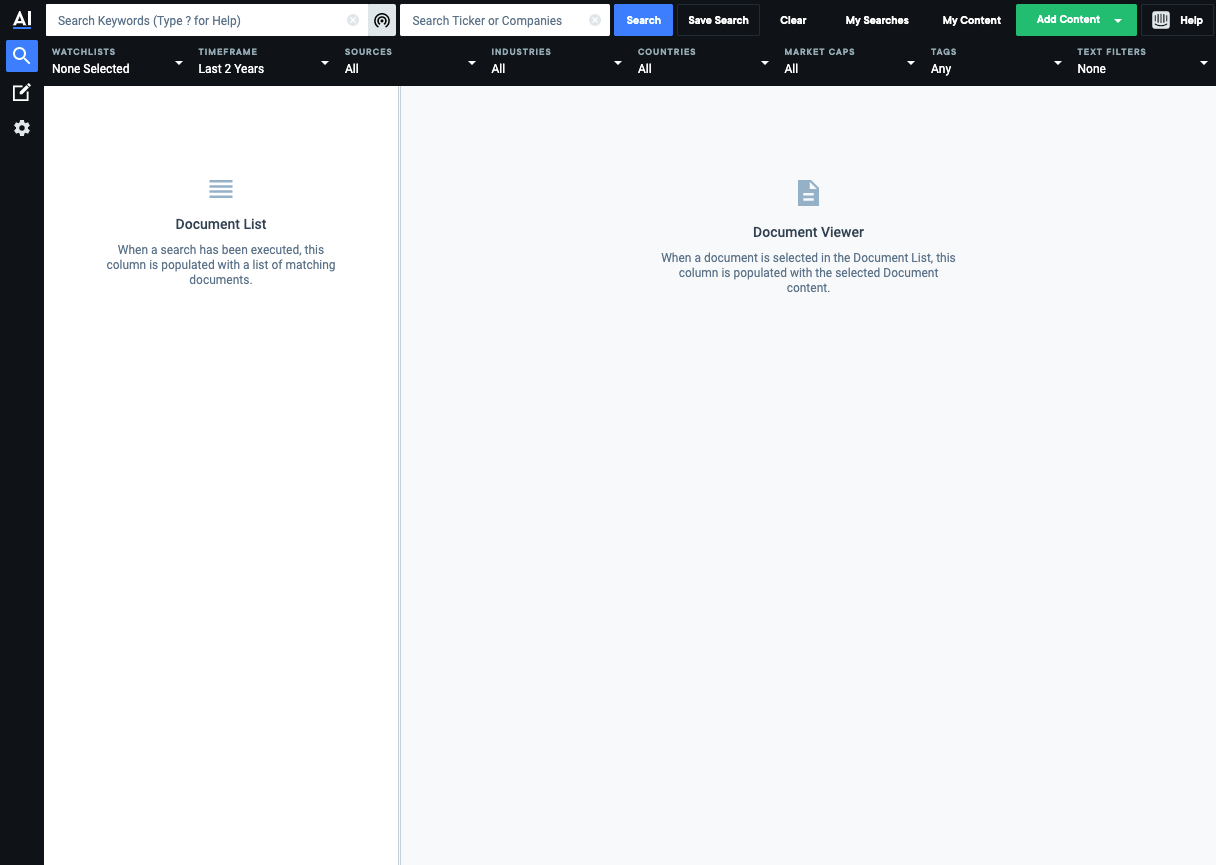 AI
Search Keywords (Type ? for Help)
Search Ticker or Companies
Search
Save Search
Clear
My Searches
My Content
Add Content
Help
WATCHLISTS
None Selected
TIMEFRAME
Last 2 Years
SOURCES
All
INDUSTRIES
All
COUNTRIES
All
MARKET CAPS
All
TAGS
Any
TEXT FILTERS
None
Document List
When a search has been executed, this
column is populated with a list of matching
documents.
Document Viewer
When a document is selected in the Document List, this
column is populated with the selected Document
content.